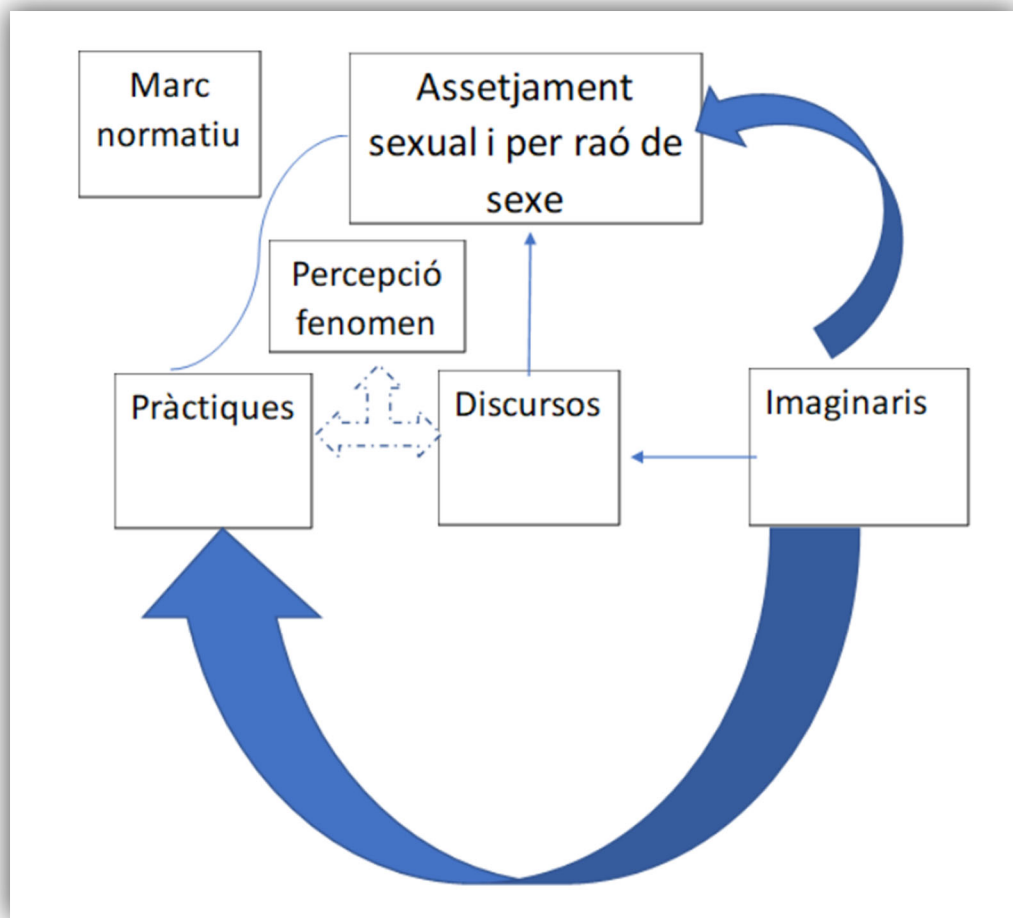 Marc
normatiu
Assetjament
sexual i per raó de
sexe
Percepció
fenomen
Pràctiques
Discursos
Imaginaris